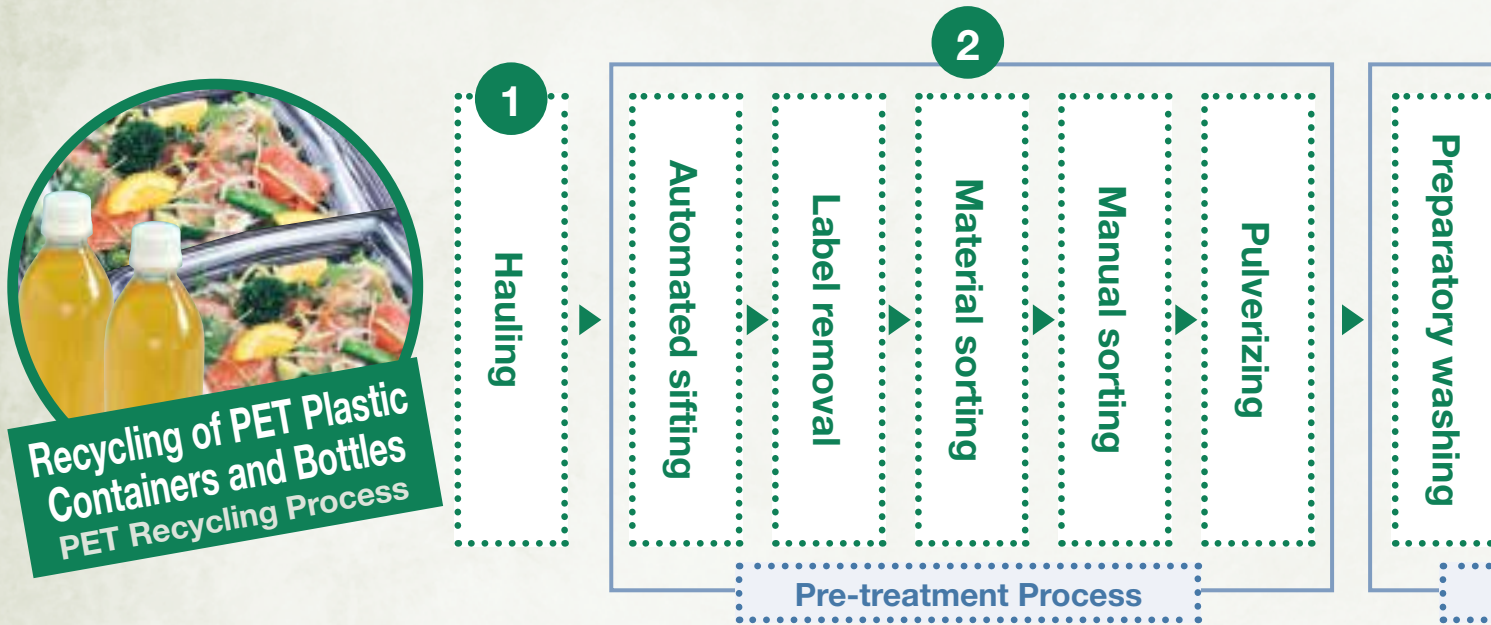 Recycling of PET Plastic
Containers and Bottles
PET Recycling Process
1
Hauling
2
Automated sifting
Label removal
Material sorting
Manual sorting
Pulverizing
Pre-treatment Process
Preparatory washing